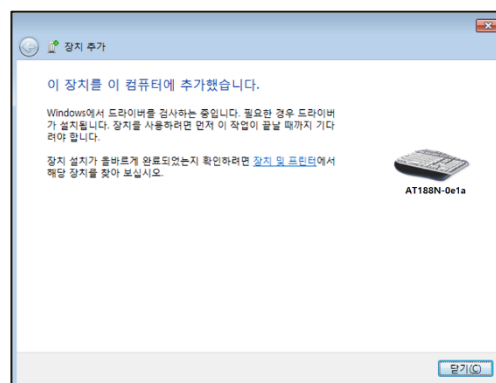 장치 추가
이 장치를 이 컴퓨터에 추가했습니다.
Windows에서 드라이버를 검사하는 중입니다. 필요한 경우 드라이버
가 설치됩니다. 장치를 사용하려면 먼저 이 작업이 끝날 때까지 기다
려야 합니다.
장치 설치가 올바르게 완료되었는지 확인하려면 장치 및 프린터에서
해당 장치를 찾아 보십시오.
AT188N-0e1a
닫기(C)